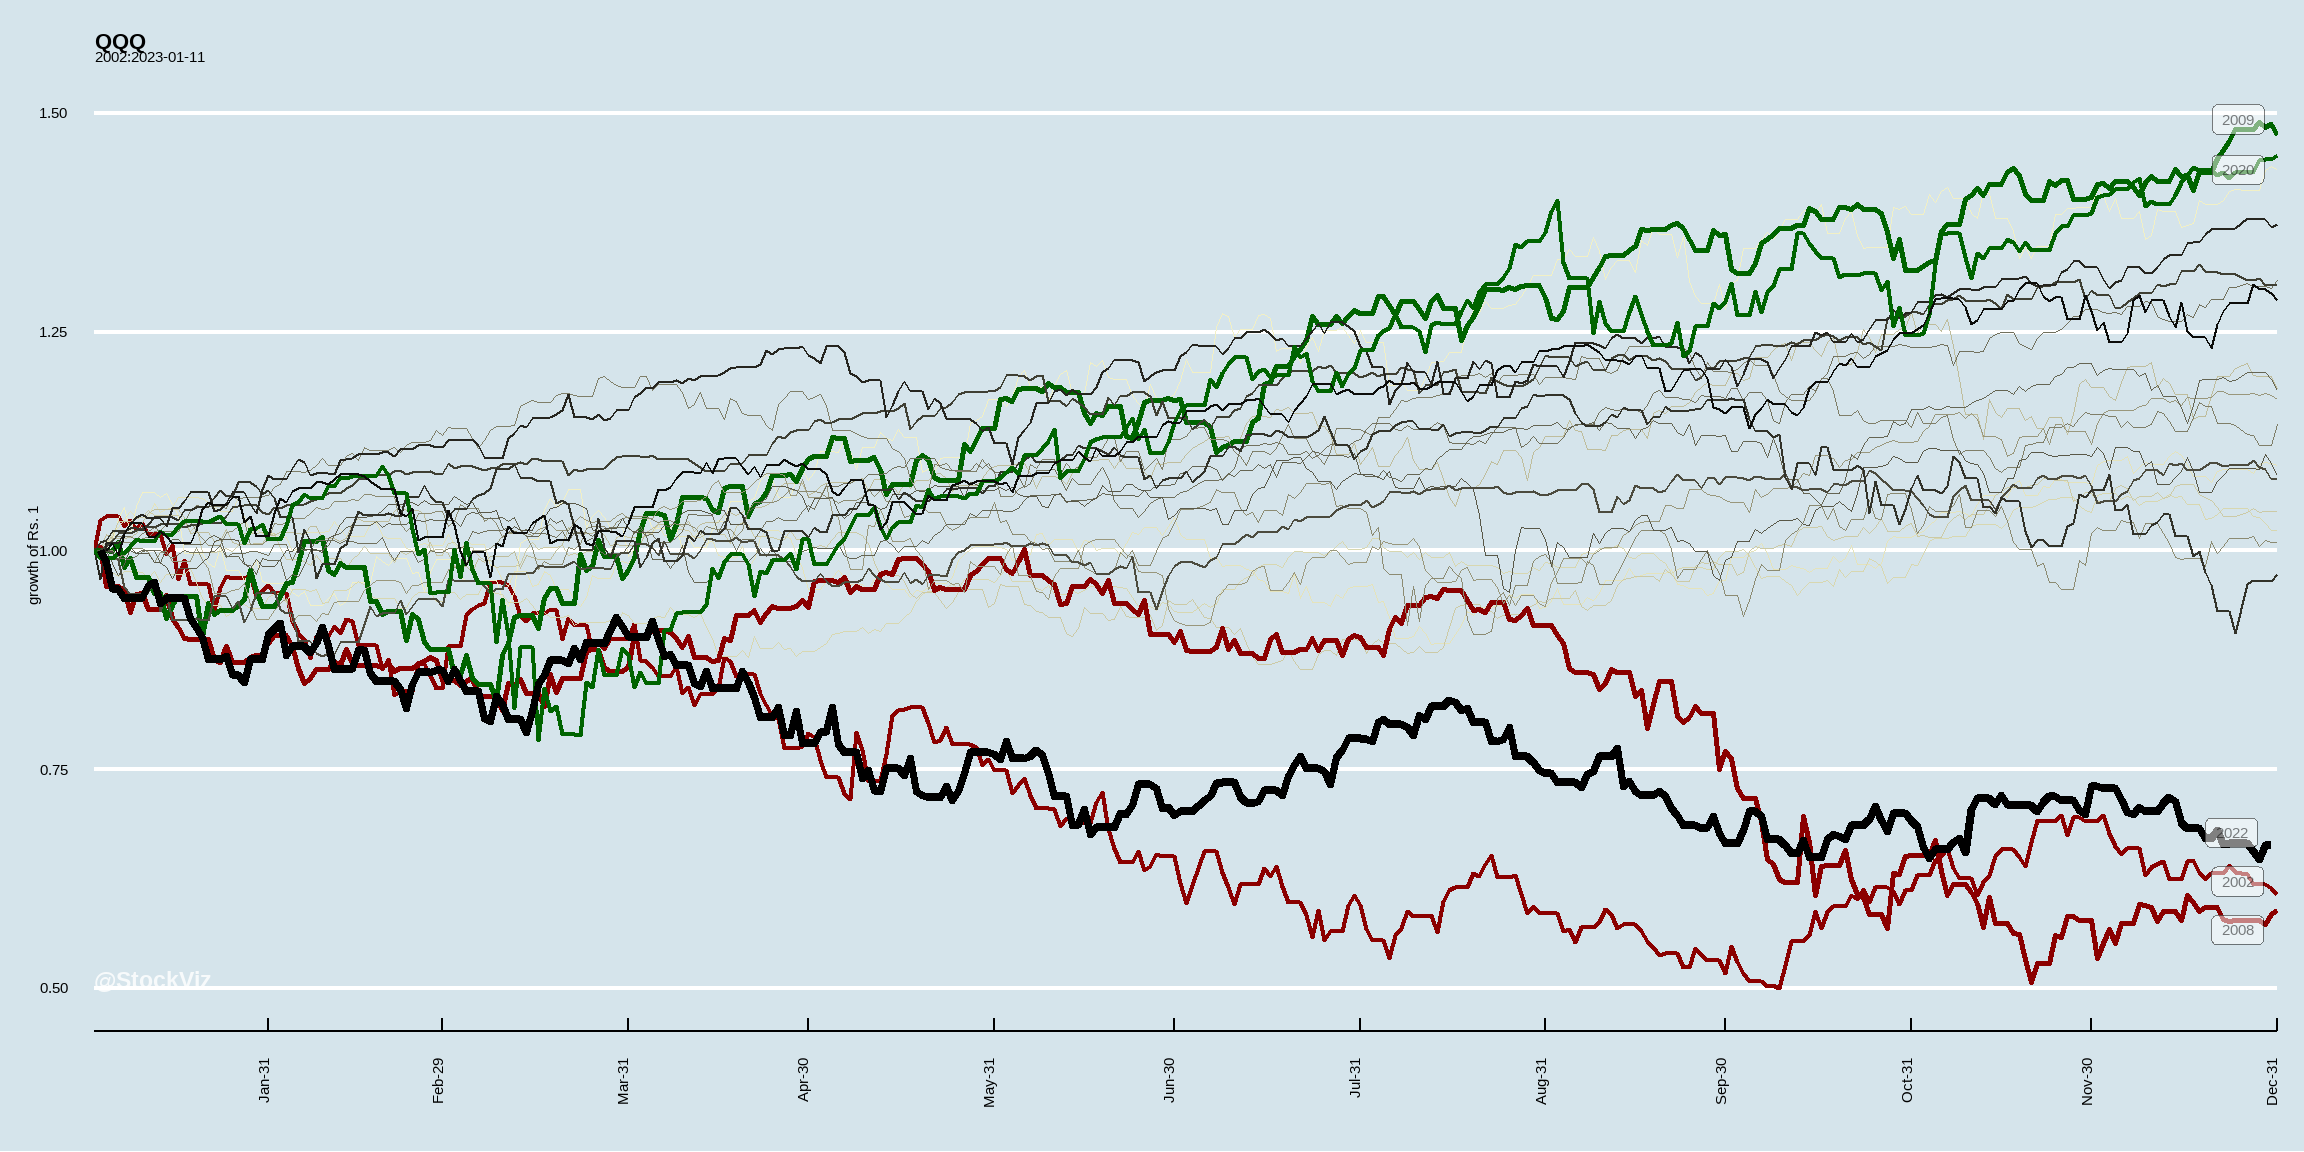 QQQ
2002:2023-01-11
1.50
1.25
1.00
0.75
0.50
growth of Rs. 1
2009
2020
2022
2002
2008
@StockViz
Jan-31
Feb-29
Mar-31
Apr-30
May-31
Jun-30
Jul-31
Aug-31
Sep-30
Oct-31
Nov-30
Dec-31